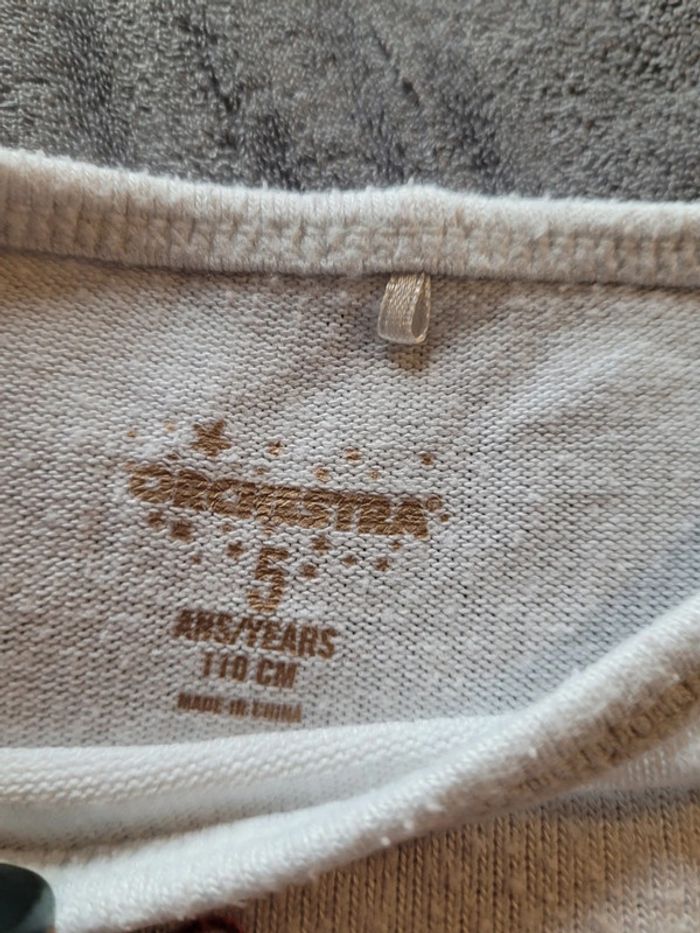 ORCHESTRA
5
ANS/YEARS
110 CM
MADE IN CHINA